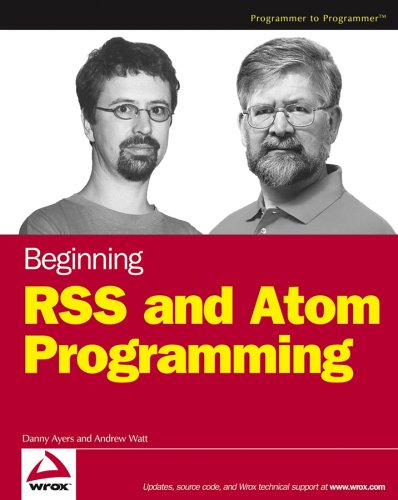 Programmer to Programmer™
Beginning
RSS and Atom
Programming
Danny Ayers and Andrew Watt
wrox™
Updates, source code, and Wrox technical support at www.wrox.com